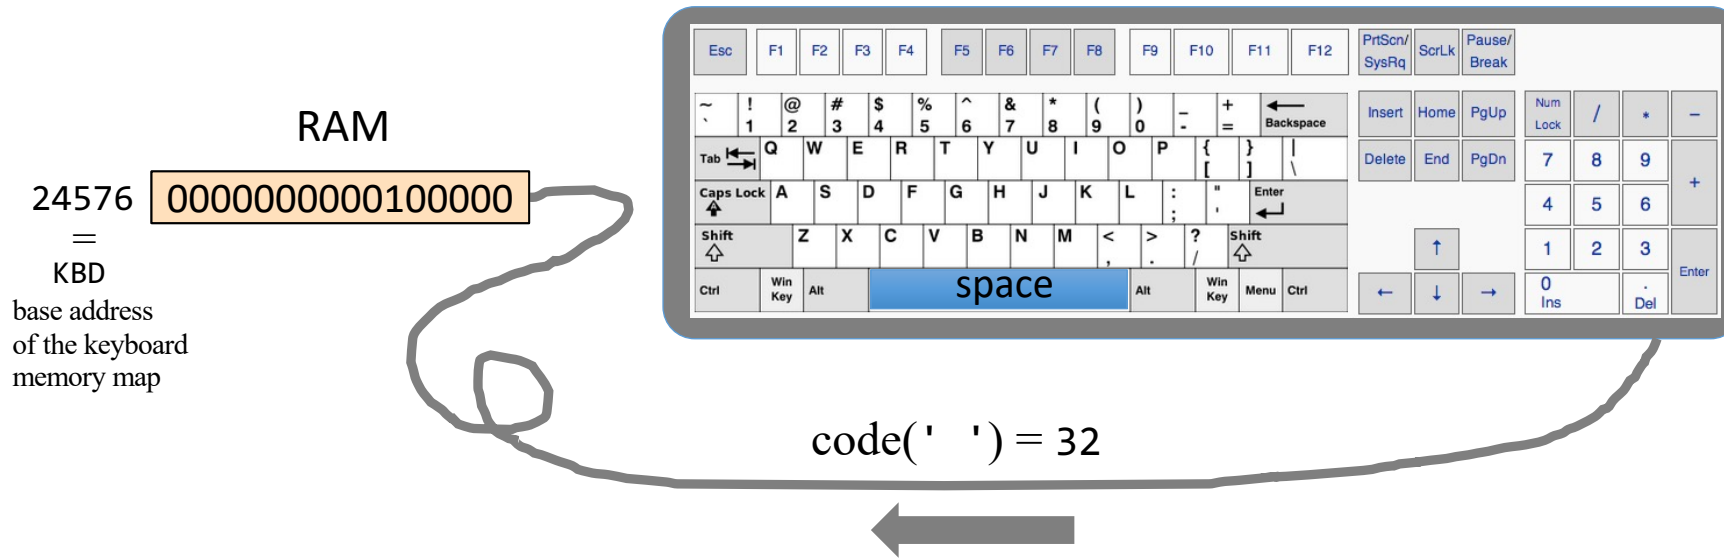 RAM
24576 0000000000100000
=
KBD
base address
of the keyboard
memory map
Esc F1 F2 F3 F4 F5 F6 F7 F8 F9 F10 F11 F12 PrtScn/ SysRq ScrLk Pause/ Break
~ ` ! 1 @ 2 # 3 $ 4 % 5 ^ 6 & 7 * 8 ( 9 ) 0 _ - + = Backspace Insert Home PgUp Num Lock / * −
Tab Q W E R T Y U I O P { [ } ] | \ Delete End PgDn 7 8 9 +
Caps Lock A S D F G H J K L : ; " ' Enter 4 5 6
Shift Z X C V B N M < , > . ? / Shift ↑ 1 2 3 Enter
Ctrl Win Key Alt space Alt Win Key Menu Ctrl ← ↓ → 0 Ins . Del
code(' ') = 32